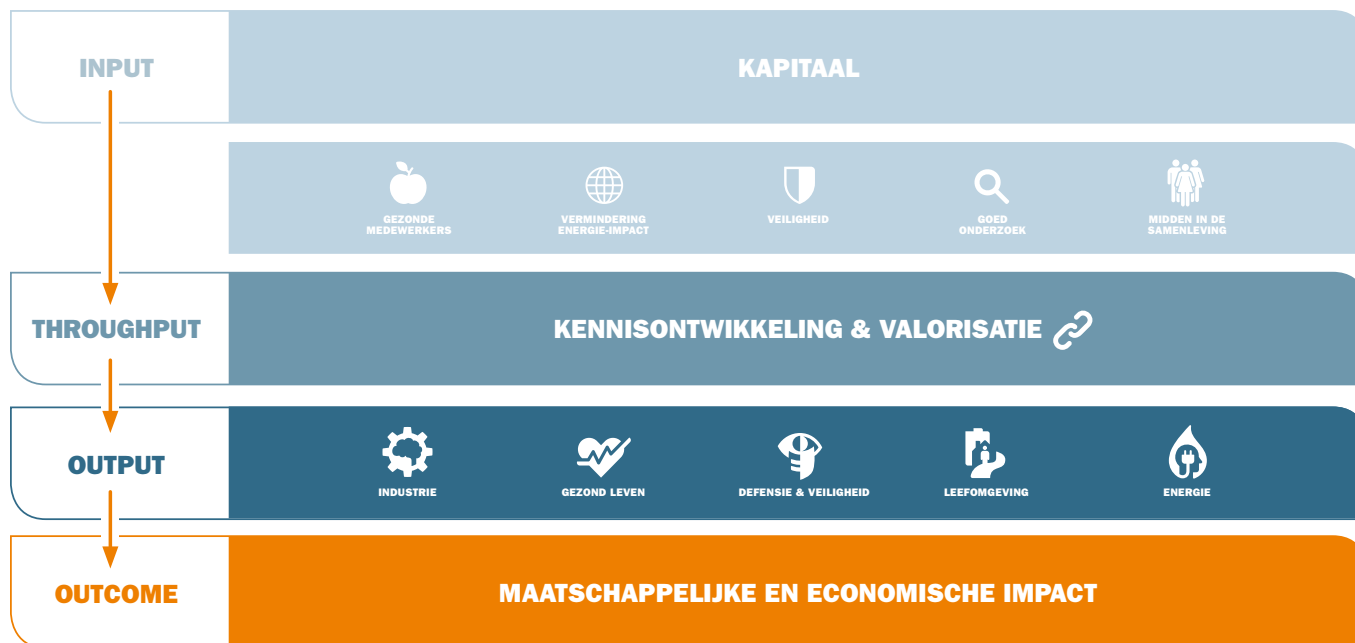 INPUT
KAPITAAL
GEZONDE
MEDEWERKERS
VERMINDERING
ENERGIE-IMPACT
VEILIGHEID
GOED
ONDERZOEK
MIDDEN IN DE
SAMENLEVING
THROUGHPUT
KENNISONTWIKKELING & VALORISATIE
OUTPUT
INDUSTRIE
GEZOND LEVEN
DEFENSIE & VEILIGHEID
LEEFOMGEVING
ENERGIE
OUTCOME
MAATSCHAPPELIJKE EN ECONOMISCHE IMPACT